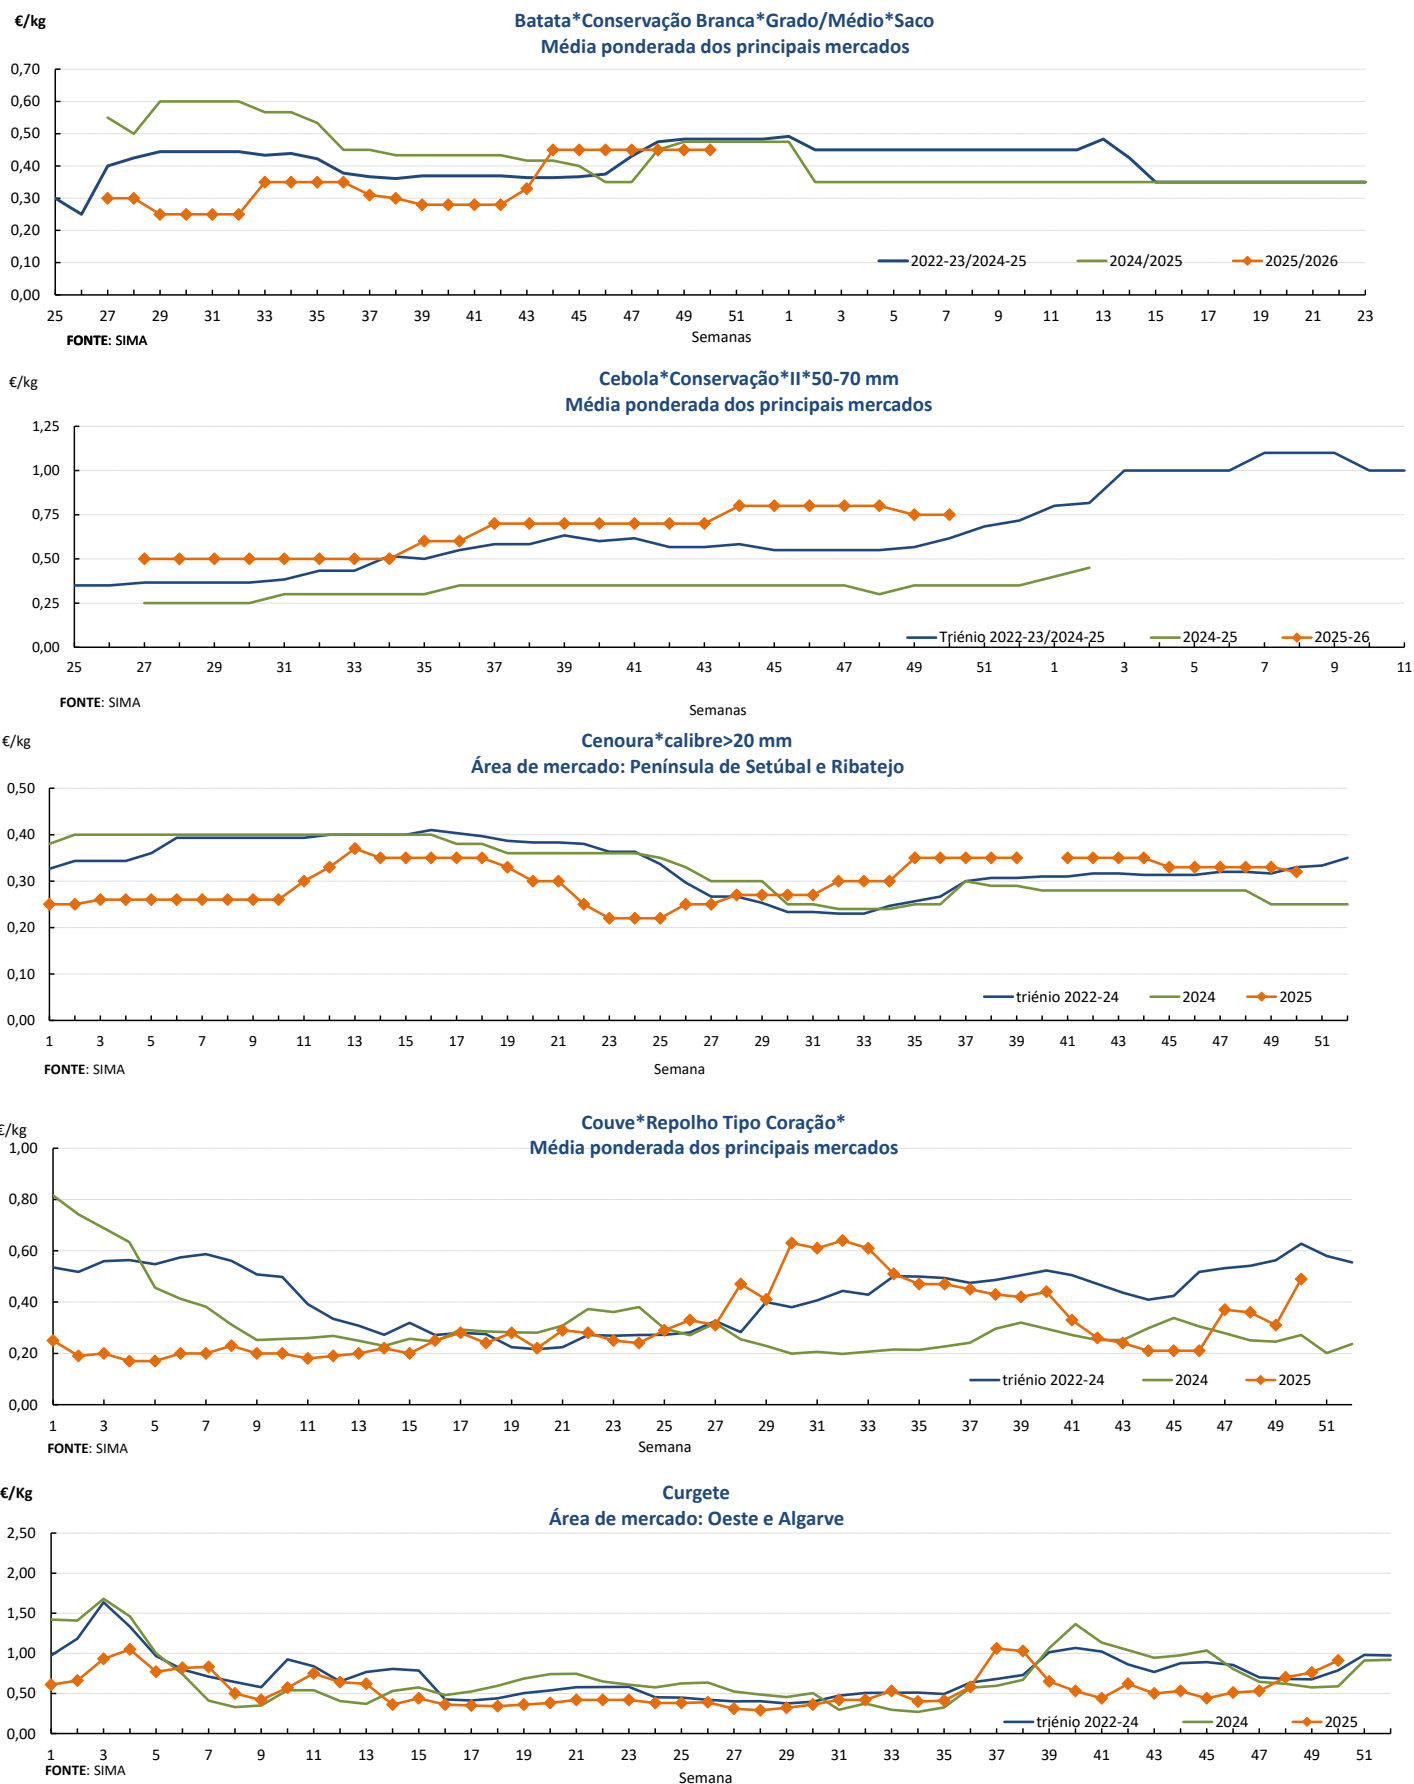 €/kg
Batata*Conservação Branca*Grado/Médio*Saco
Média ponderada dos principais mercados
0,70
0,60
0,50
0,40
0,30
0,20
0,10
0,00
2022-23/2024-25 2024/2025 2025/2026
25 27 29 31 33 35 37 39 41 43 45 47 49 51 1 3 5 7 9 11 13 15 17 19 21 23
Semanas
FONTE: SIMA
€/kg
Cebola*Conservação*II*50-70 mm
Média ponderada dos principais mercados
1,25
1,00
0,75
0,50
0,25
0,00
Triénio 2022-23/2024-25 2024-25 2025-26
25 27 29 31 33 35 37 39 41 43 45 47 49 51 1 3 5 7 9 11
FONTE: SIMA
Semanas
€/kg
Cenoura*calibre>20 mm
Área de mercado: Península de Setúbal e Ribatejo
0,50
0,40
0,30
0,20
0,10
0,00
triénio 2022-24 2024 2025
1 3 5 7 9 11 13 15 17 19 21 23 25 27 29 31 33 35 37 39 41 43 45 47 49 51
FONTE: SIMA
Semana
€/kg
Couve*Repolho Tipo Coração*
Média ponderada dos principais mercados
1,00
0,80
0,60
0,40
0,20
0,00
triénio 2022-24 2024 2025
1 3 5 7 9 11 13 15 17 19 21 23 25 27 29 31 33 35 37 39 41 43 45 47 49 51
FONTE: SIMA
Semana
€/Kg
Curgete
Área de mercado: Oeste e Algarve
2,50
2,00
1,50
1,00
0,50
0,00
triénio 2022-24 2024 2025
1 3 5 7 9 11 13 15 17 19 21 23 25 27 29 31 33 35 37 39 41 43 45 47 49 51
FONTE: SIMA
Semana